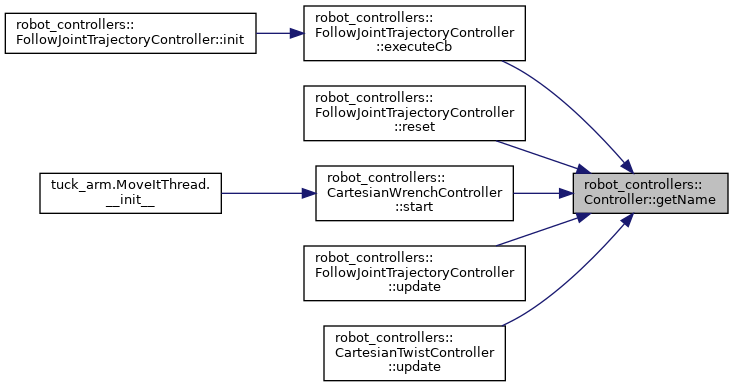 robot_controllers::
FollowJointTrajectoryController::init
robot_controllers::
FollowJointTrajectoryController
::executeCb
robot_controllers::
FollowJointTrajectoryController
::reset
tuck_arm.MoveItThread.
__init__
robot_controllers::
CartesianWrenchController
::start
robot_controllers::
Controller::getName
robot_controllers::
FollowJointTrajectoryController
::update
robot_controllers::
CartesianTwistController
::update